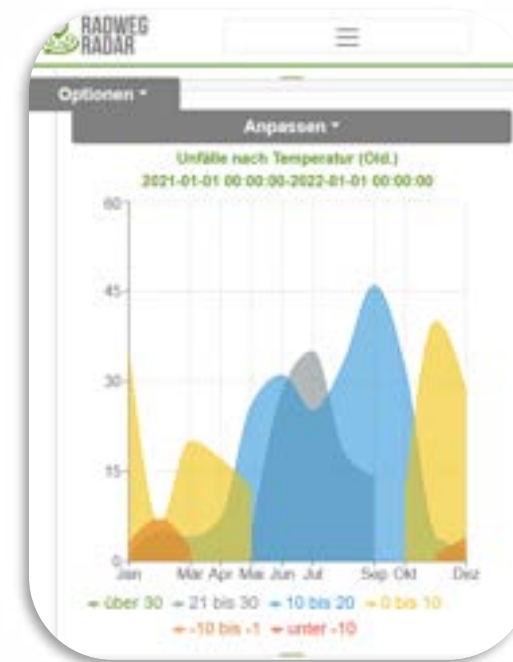 RADWEG
RADAR
Optionen
Anpassen
Unfälle nach Temperatur (Old.)
2021-01-01 00:00:00-2022-01-01 00:00:00
60
45
30
15
0
Jan Mär Apr Mai Jun Jul Sep Okt Dez
über 30 21 bis 30 10 bis 20 0 bis 10
-10 bis -1 unter -10